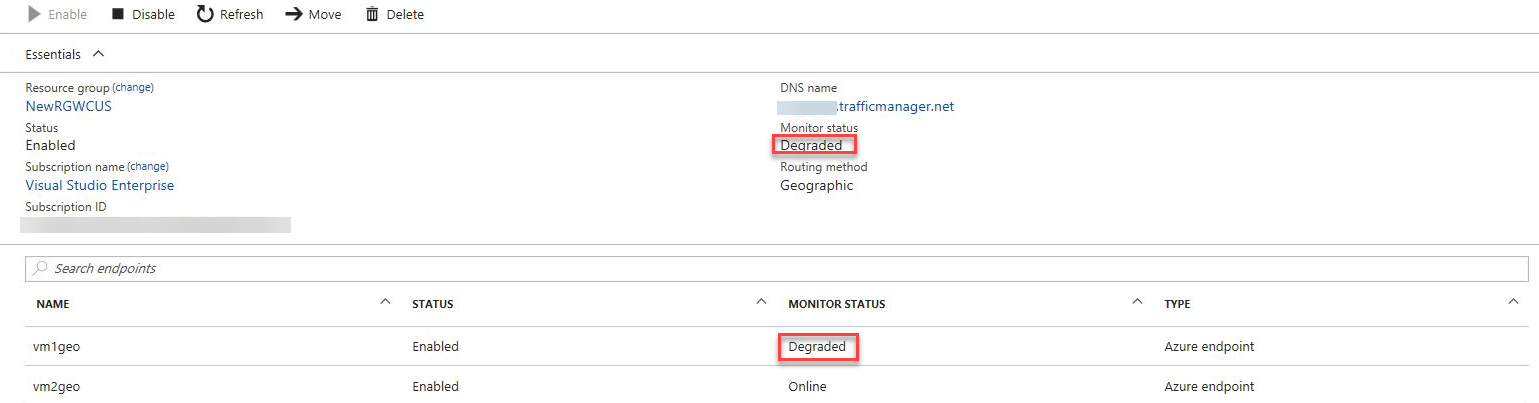 Enable Disable Refresh Move Delete
Essentials
Resource group (change)
NewRGWCUS
Status
Enabled
Subscription name (change)
Visual Studio Enterprise
Subscription ID
DNS name
.trafficmanager.net
Monitor status
Degraded
Routing method
Geographic
Search endpoints
NAME STATUS MONITOR STATUS TYPE
vm1geo Enabled Degraded Azure endpoint
vm2geo Enabled Online Azure endpoint